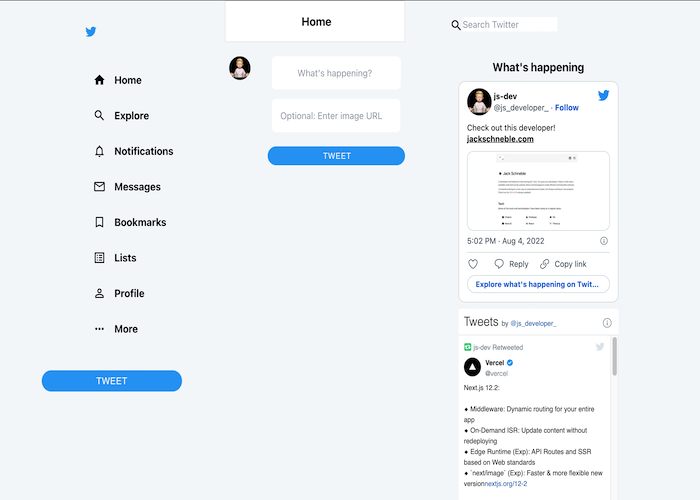 Home
Explore
Notifications
Messages
Bookmarks
Lists
Profile
More
TWEET
Home
What's happening?
Optional: Enter image URL
TWEET
Search Twitter
What's happening
js-dev
@js_developer_ · Follow
Check out this developer!
jackschneble.com
Jack Schneble
Tech
5:02 PM · Aug 4, 2022
Reply
Copy link
Explore what's happening on Twit...
Tweets by @js_developer_
js-dev Retweeted
Vercel
@vercel
Next.js 12.2:
♦ Middleware: Dynamic routing for your entire
app
♦ On-Demand ISR: Update content without
redeploying
♦ Edge Runtime (Exp): API Routes and SSR
based on Web standards
♦ `next/image` (Exp): Faster & more flexible new
versionnextjs.org/12-2